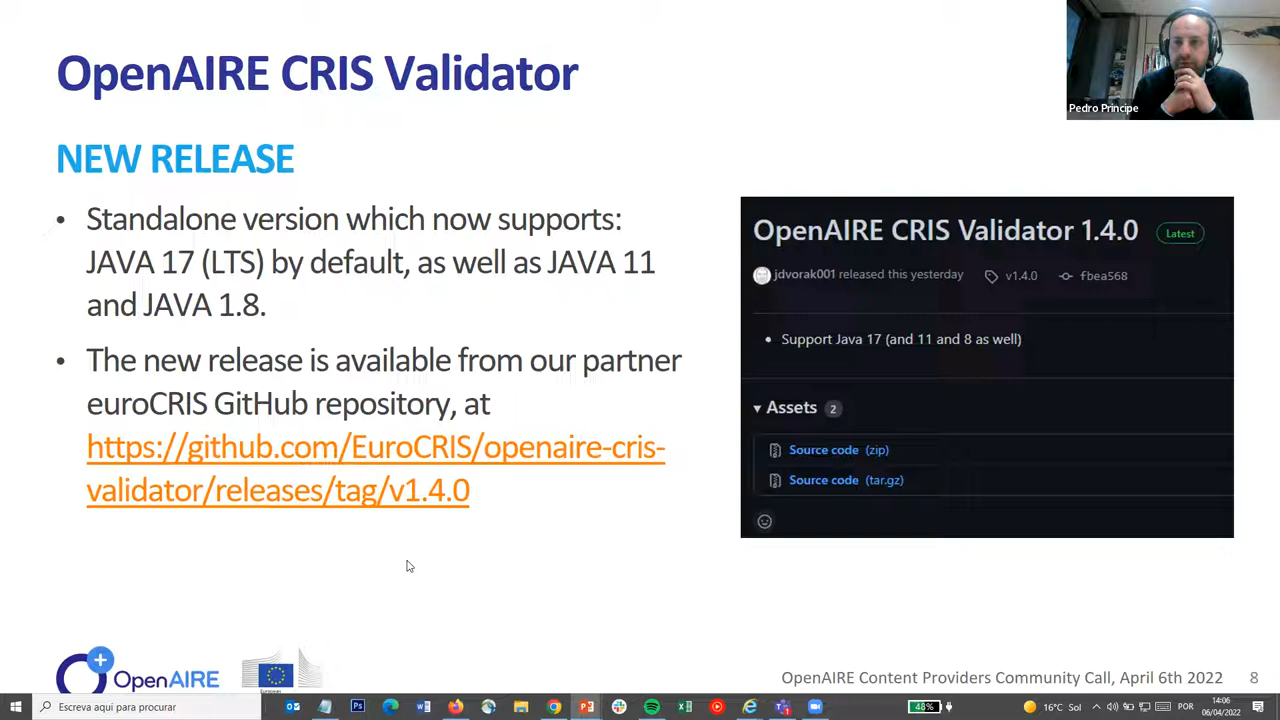 OpenAIRE CRIS Validator
Pedro Principe
NEW RELEASE
• Standalone version which now supports:
JAVA 17 (LTS) by default, as well as JAVA 11
and JAVA 1.8.
• The new release is available from our partner
euroCRIS GitHub repository, at
https://github.com/EuroCRIS/openaire-cris-
validator/releases/tag/v1.4.0
OpenAIRE CRIS Validator 1.4.0 Latest
jdvorak001 released this yesterday v1.4.0 fbea568
• Support Java 17 (and 11 and 8 as well)
Assets 2
Source code (zip)
Source code (tar.gz)
OpenAIRE
European
OpenAIRE Content Providers Community Call, April 6th 2022 8
Escreve aqui para procurar
48%
16°C Sol
POR
14:06
06/04/2022